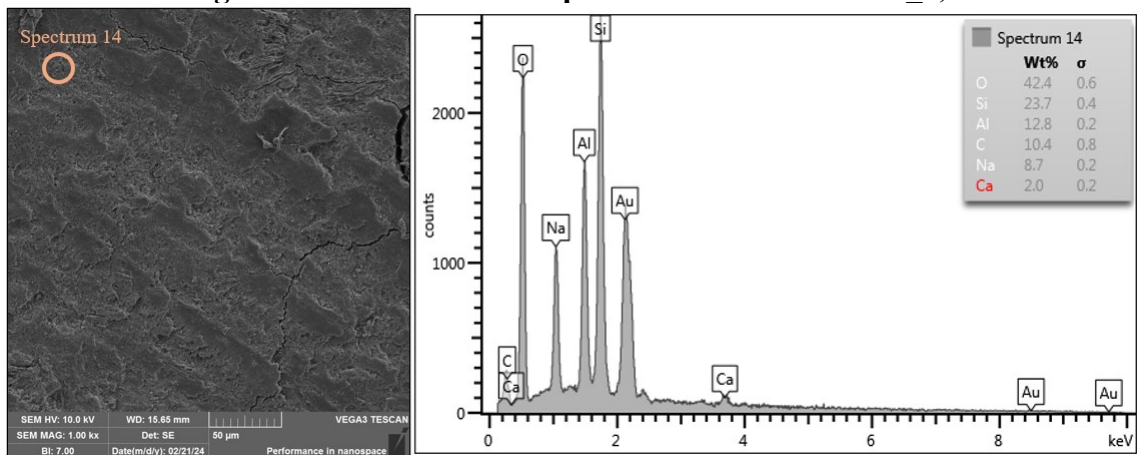 Spectrum 14
SEM HV: 10.0 kV WD: 15.65 mm VEGA3 TESCAN
SEM MAG: 1.00 kx Det: SE 50 µm
BI: 7.00 Date(m/d/y): 02/21/24 Performance in nanospace
counts
2000
1000
0
O
Si
Al
Na
Au
C
Ca
Ca
Au
Au
0 2 4 6 8 keV
Spectrum 14
Wt% σ
O 42.4 0.6
Si 23.7 0.4
Al 12.8 0.2
C 10.4 0.8
Na 8.7 0.2
Ca 2.0 0.2